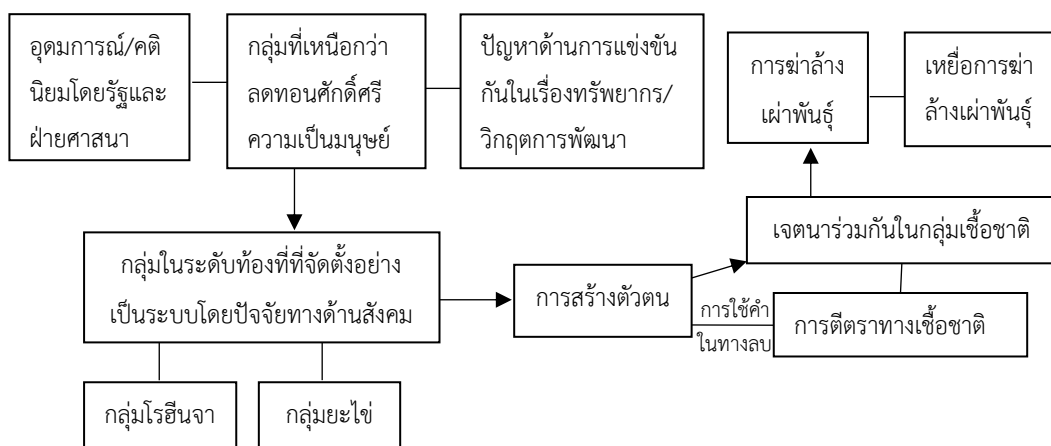 อุดมการณ์/คติ
นิยมโดยรัฐและ
ฝ่ายศาสนา
กลุ่มที่เหนือกว่า
ลดทอนศักดิ์ศรี
ความเป็นมนุษย์
ปัญหาด้านการแข่งขัน
กันในเรื่องทรัพยากร/
วิกฤตการพัฒนา
การฆ่าล้าง
เผ่าพันธุ์
เหยื่อการฆ่า
ล้างเผ่าพันธุ์
กลุ่มในระดับท้องที่ที่จัดตั้งอย่าง
เป็นระบบโดยปัจจัยทางด้านสังคม
การสร้างตัวตน
เจตนาร่วมกันในกลุ่มเชื้อชาติ
การใช้คำ
ในทางลบ
การตีตราทางเชื้อชาติ
กลุ่มโรฮีนจา
กลุ่มยะไข่